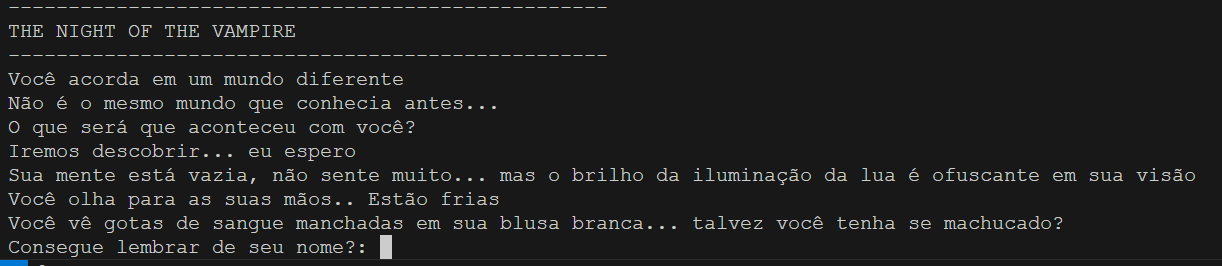 --------------------------------------------------
THE NIGHT OF THE VAMPIRE
--------------------------------------------------
Você acorda em um mundo diferente
Não é o mesmo mundo que conhecia antes...
O que será que aconteceu com você?
Iremos descobrir... eu espero
Sua mente está vazia, não sente muito... mas o brilho da iluminação da lua é ofuscante em sua visão
Você olha para as suas mãos.. Estão frias
Você vê gotas de sangue manchadas em sua blusa branca... talvez você tenha se machucado?
Consegue lembrar de seu nome?: